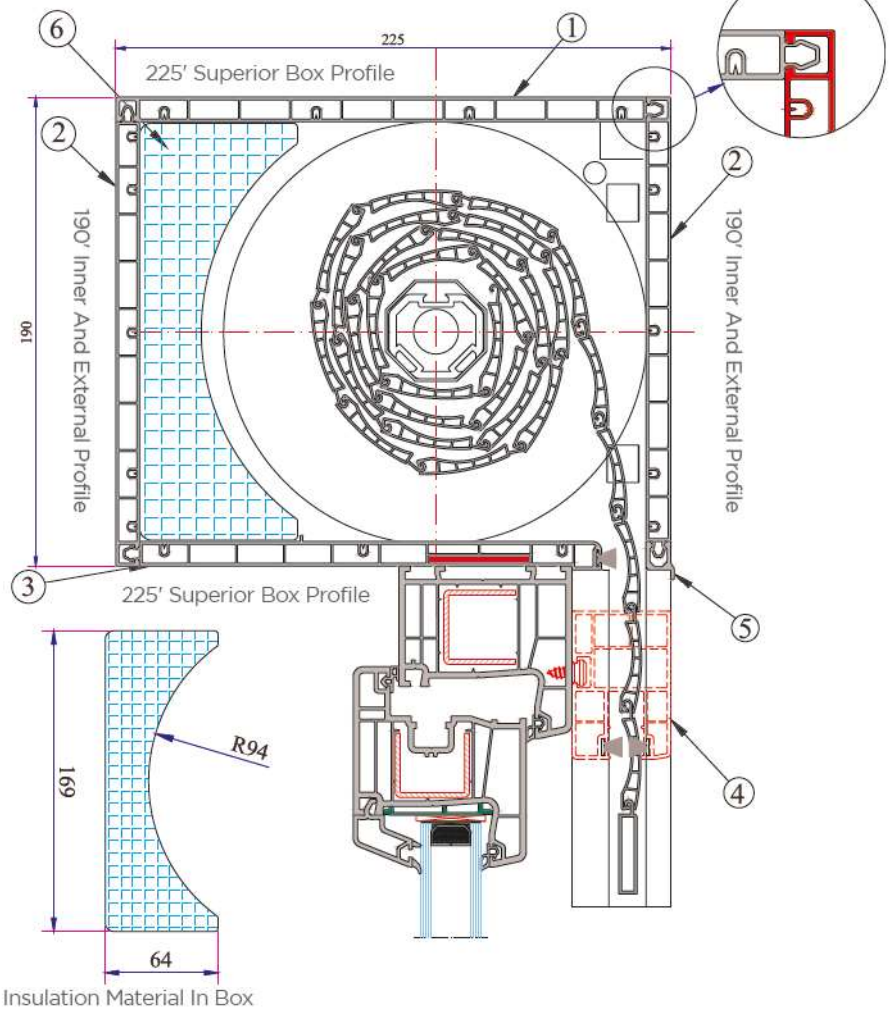 6
225
1
225' Superior Box Profile
2
2
190' Inner And External Profile
190
190' Inner And External Profile
3
225' Superior Box Profile
5
R94
169
4
64
Insulation Material In Box